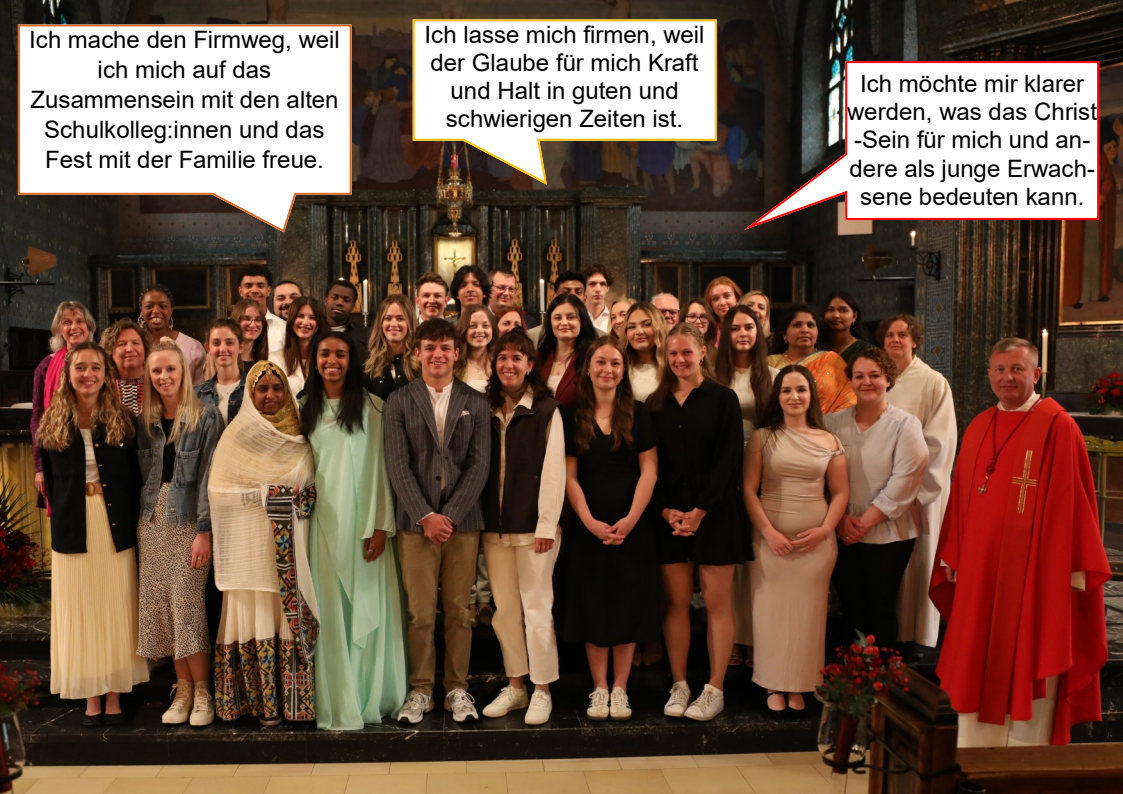 Ich mache den Firmweg, weil
ich mich auf das
Zusammensein mit den alten
Schulkolleg:innen und das
Fest mit der Familie freue.
Ich lasse mich firmen, weil
der Glaube für mich Kraft
und Halt in guten und
schwierigen Zeiten ist.
Ich möchte mir klarer
werden, was das Christ
-Sein für mich und an-
dere als junge Erwach-
sene bedeuten kann.